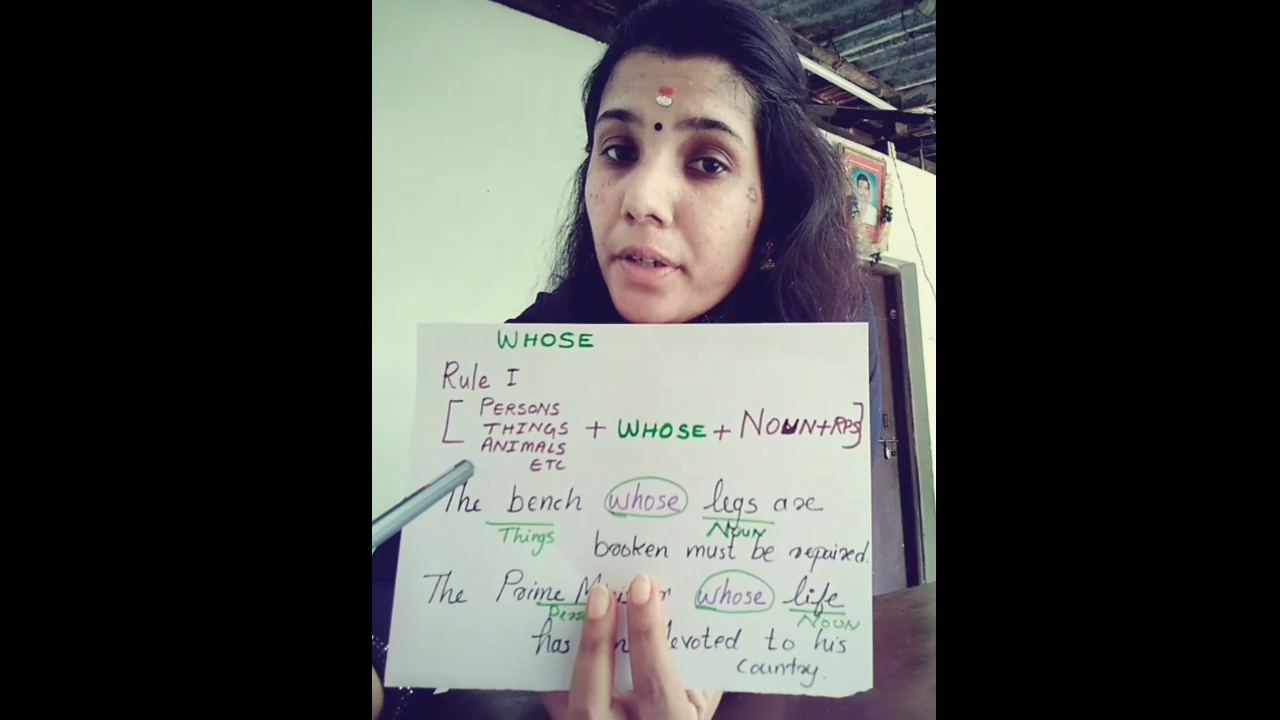 WHOSE
Rule I
[ PERSONS
THINGS
ANIMALS
ETC
+ WHOSE + NOUN+RPS]
The bench whose legs are
Things
NOUN
broken must be repaired.
The Prime whose life
NOUN
has devoted to his
country.